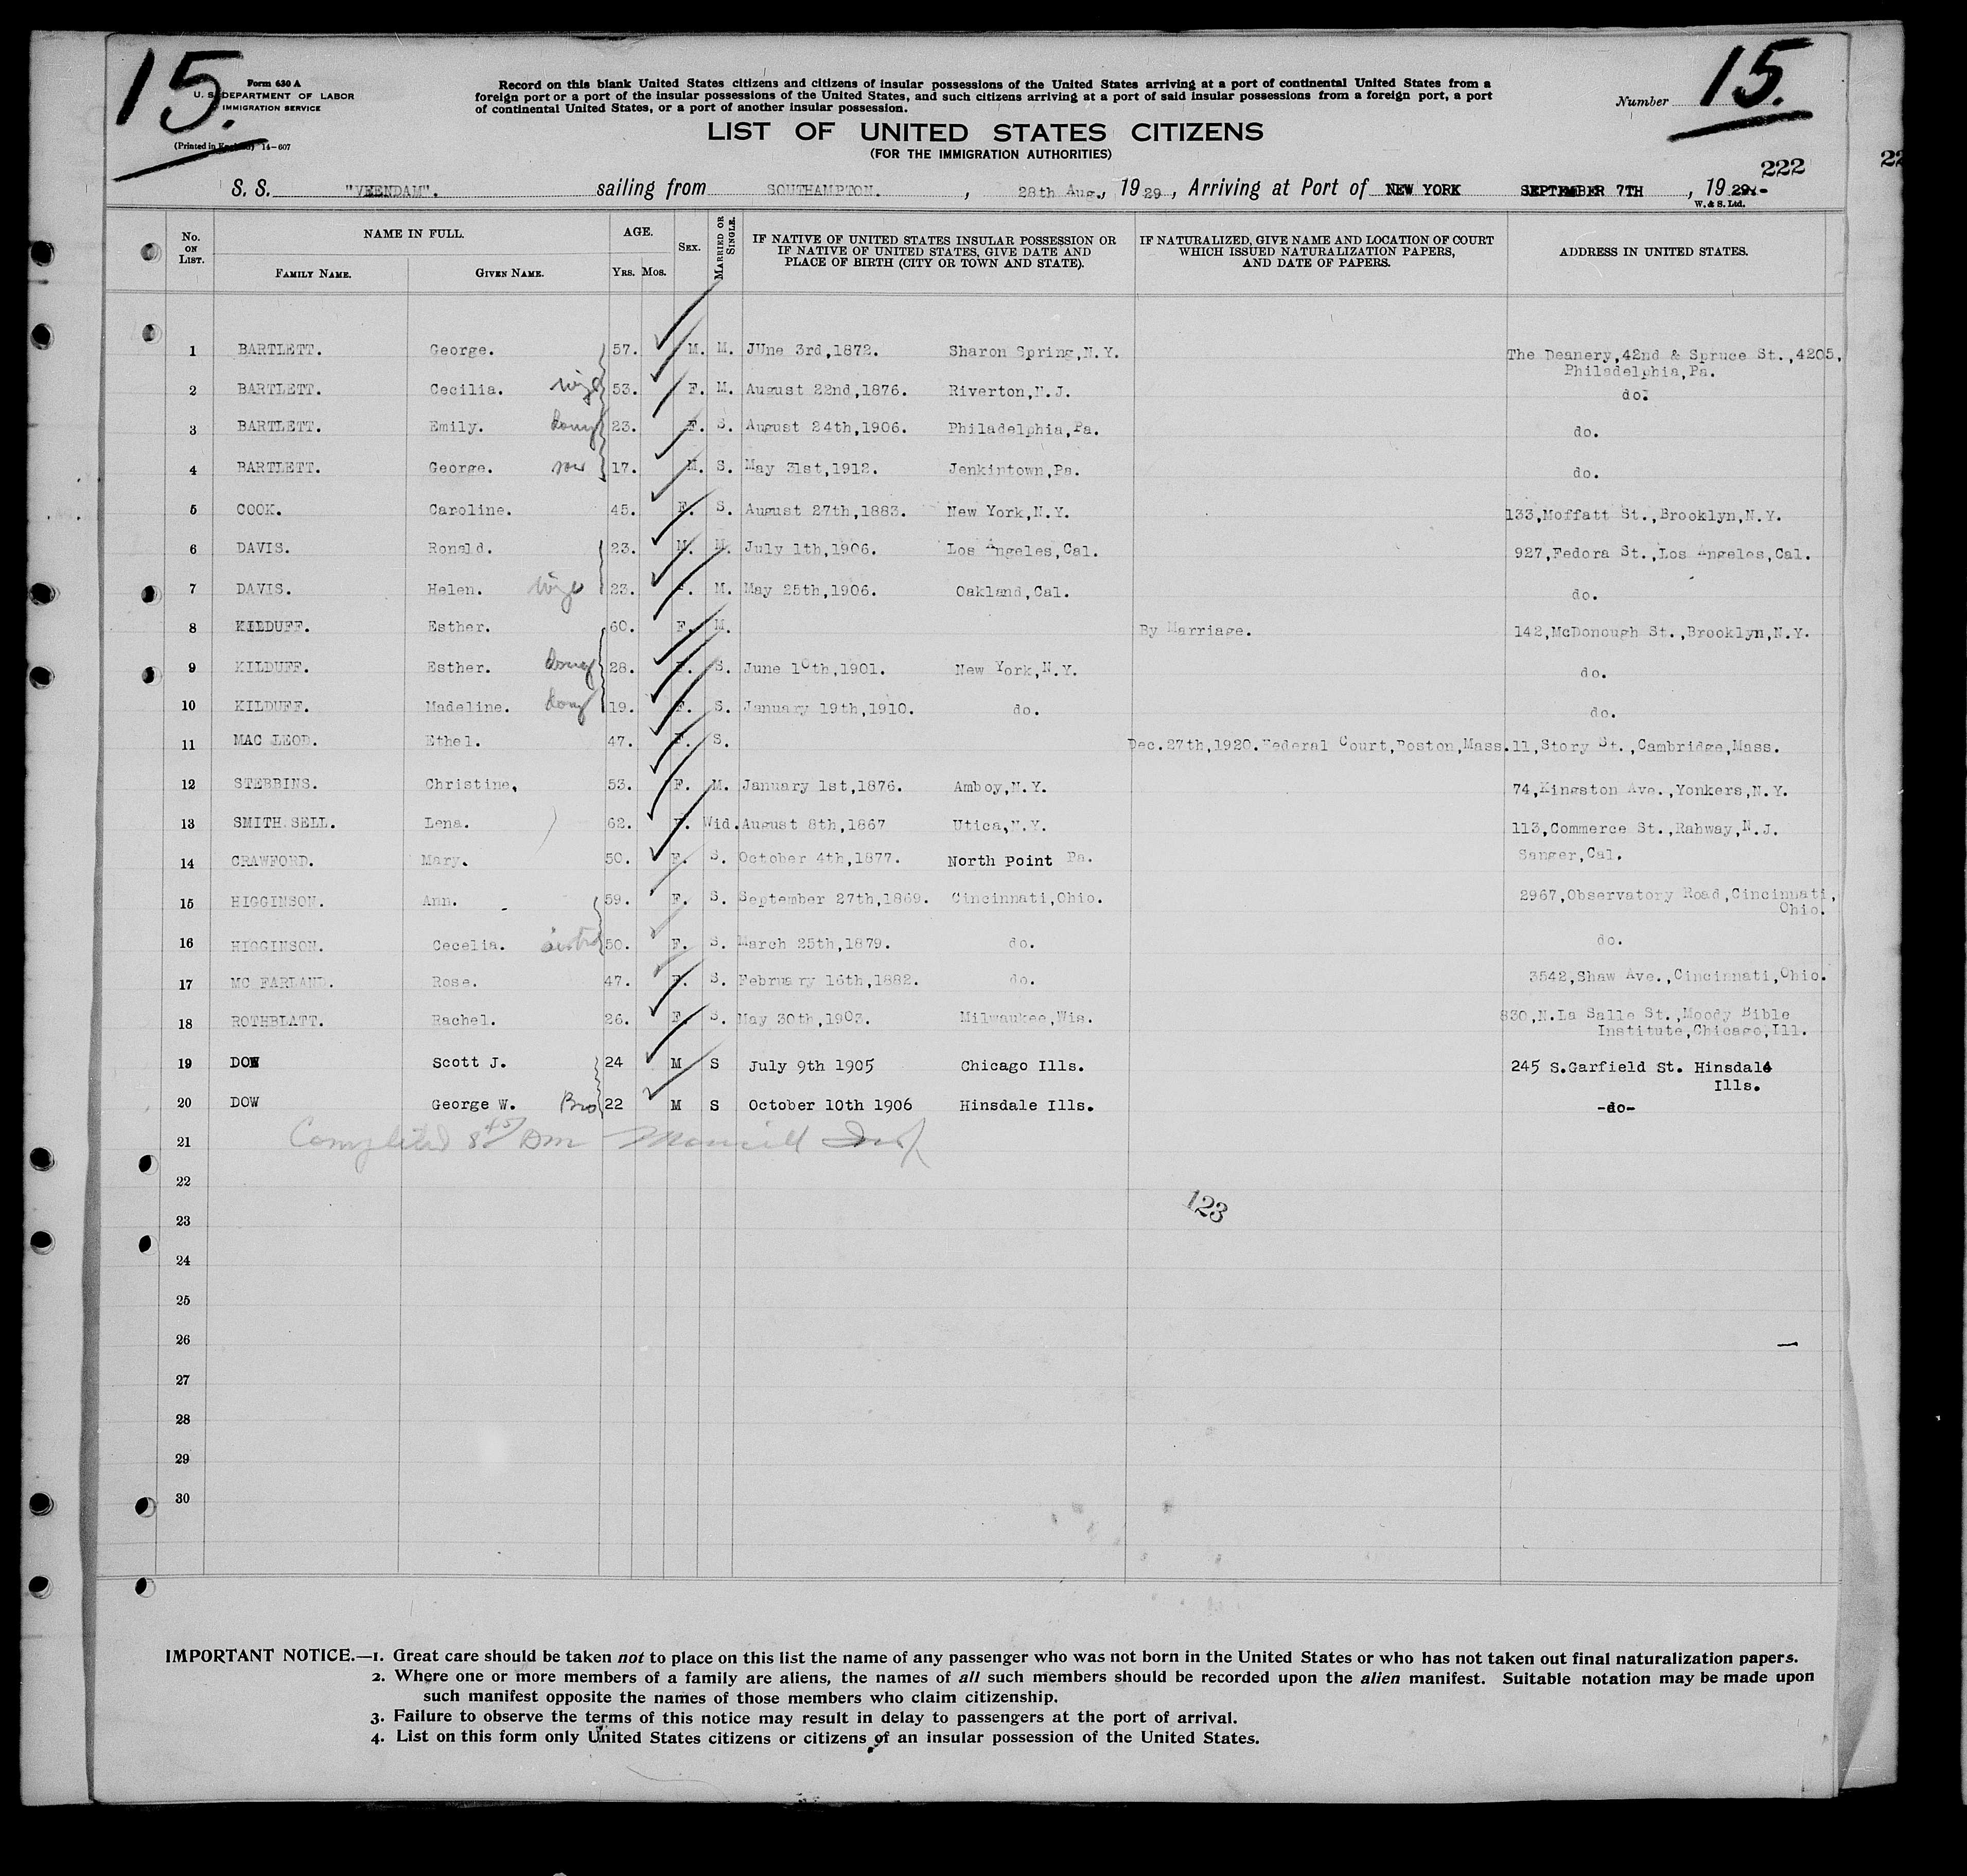 15.
Form 630 A
U. S. DEPARTMENT OF LABOR
IMMIGRATION SERVICE
(Printed in England) 14-607
Record on this blank United States citizens and citizens of insular possessions of the United States arriving at a port of continental United States from a
foreign port or a port of the insular possessions of the United States, and such citizens arriving at a port of said insular possessions from a foreign port, a port
of continental United States, or a port of another insular possession.
LIST OF UNITED STATES CITIZENS
(FOR THE IMMIGRATION AUTHORITIES)
Number 15.
222
S. S. "VEENDAM". sailing from SOUTHAMPTON. , 28th Aug., 1929, Arriving at Port of NEW YORK SEPTEMBER 7TH , 1929.-
W. & S. Ltd.
No. ON LIST. NAME IN FULL. FAMILY NAME. GIVEN NAME. AGE. YRS. MOS. SEX. MARRIED OR SINGLE. IF NATIVE OF UNITED STATES INSULAR POSSESSION OR IF NATIVE OF UNITED STATES, GIVE DATE AND PLACE OF BIRTH (CITY OR TOWN AND STATE). IF NATURALIZED, GIVE NAME AND LOCATION OF COURT WHICH ISSUED NATURALIZATION PAPERS, AND DATE OF PAPERS. ADDRESS IN UNITED STATES.
1 BARTLETT. George. 57. M. M. JUne 3rd,1872. Sharon Spring,N.Y. The Deanery,42nd & Spruce St.,4205,
Philadelphia,Pa.
2 BARTLETT. Cecilia. wife 53. F. M. August 22nd,1876. Riverton,N.J. do.
3 BARTLETT. Emily. daug 23. F. S. August 24th,1906. Philadelphia,Pa. do.
4 BARTLETT. George. son 17. M. S. May 31st,1912. Jenkintown,Pa. do.
5 COOK. Caroline. 45. F. S. August 27th,1883. New York,N.Y. 133,Moffatt St.,Brooklyn,N.Y.
6 DAVIS. Ronald. 23. M. M. July 1th,1906. Los Angeles,Cal. 927,Fedora St.,Los Angeles,Cal.
7 DAVIS. Helen. wife 23. F. M. May 25th,1906. Oakland,Cal. do.
8 KILDUFF. Esther. 60. F. M. By Marriage. 142,McDonough St.,Brooklyn,N.Y.
9 KILDUFF. Esther. daug 28. F. S. June 10th,1901. New York,N.Y. do.
10 KILDUFF. Madeline. daug 19. F. S. January 19th,1910. do. do.
11 MAC LEOD. Ethel. 47. F. S. Dec.27th,1920.Federal Court,Boston,Mass. 11,Story St.,Cambridge,Mass.
12 STEBBINS. Christine, 53. F. M. January 1st,1876. Amboy,N.Y. 74,Kingston Ave.,Yonkers,N.Y.
13 SMITH SELL. Lena. 62. F. Wid. August 8th,1867 Utica,N.Y. 113,Commerce St.,Rahway,N.J.
14 CRAWFORD. Mary. 50. F. S. October 4th,1877. North Point Pa. Sanger,Cal.
15 HIGGINSON. Ann. 59. F. S. September 27th,1869. Cincinnati,Ohio. 2967,Observatory Road,Cincinnati,
Ohio.
16 HIGGINSON. Cecelia. sister 50. F. S. March 25th,1879. do. do.
17 MC FARLAND. Rose. 47. F. S. February 16th,1882. do. 3542,Shaw Ave.,Cincinnati,Ohio.
18 ROTHBLATT. Rachel. 26. F. S. May 30th,1903. Milwaukee,Wis. 830,N.La Salle St.,Moody Bible
Institute,Chicago,Ill.
19 DOW Scott J. 24 M S July 9th 1905 Chicago Ills. 245 S.Garfield St. Hinsdale
Ills.
20 DOW George W. Bro 22 M S October 10th 1906 Hinsdale Ills. -do-
21 Completed
22
123
23
24
25
26
27
28
29
30
IMPORTANT NOTICE.—1. Great care should be taken not to place on this list the name of any passenger who was not born in the United States or who has not taken out final naturalization papers.
2. Where one or more members of a family are aliens, the names of all such members should be recorded upon the alien manifest. Suitable notation may be made upon
such manifest opposite the names of those members who claim citizenship.
3. Failure to observe the terms of this notice may result in delay to passengers at the port of arrival.
4. List on this form only United States citizens or citizens of an insular possession of the United States.